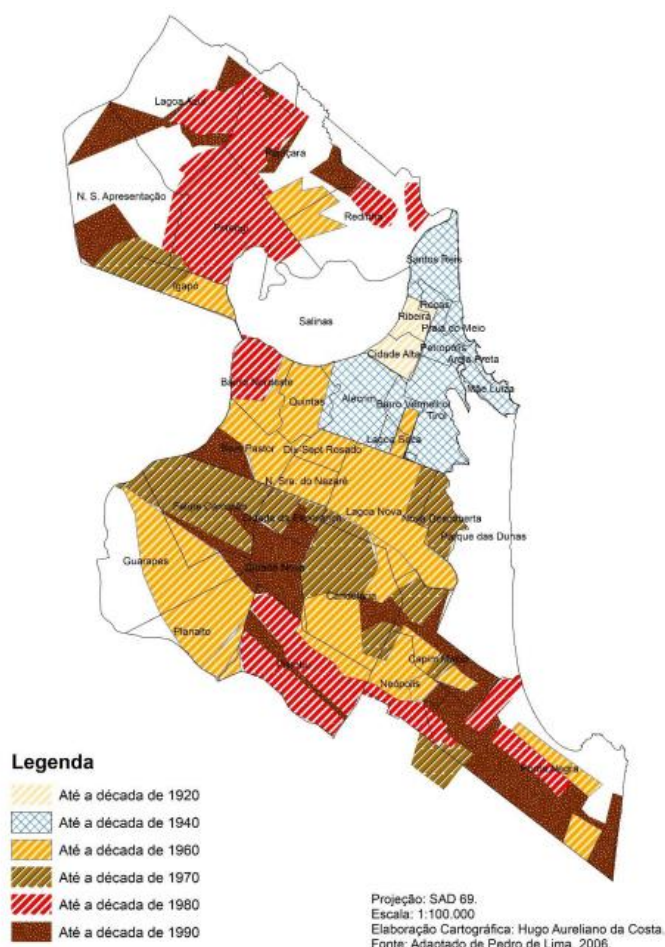 Lagoa Azul
Pajuçara
N. S. Apresentação
Potengi
Redinha
Igapó
Santos Reis
Salinas
Rocas
Ribeira
Praia do Meio
Cidade Alta
Petrópolis
Areia Preta
Mãe Luiza
Bairro Nordeste
Quintas
Alecrim
Barro Vermelho
Tirol
Lagoa Seca
Bom Pastor
Dix-Sept Rosado
N. Sra. do Nazaré
Lagoa Nova
Nova Descoberta
Felipe Camarão
Cidade da Esperança
Parque das Dunas
Guarapes
Cidade Nova
Candelária
Planalto
Pitimbu
Capim Macio
Neópolis
Ponta Negra
Legenda
Até a década de 1920
Até a década de 1940
Até a década de 1960
Até a década de 1970
Até a década de 1980
Até a década de 1990
Projeção: SAD 69.
Escala: 1:100.000
Elaboração Cartográfica: Hugo Aureliano da Costa.
Fonte: Adaptado de Pedro de Lima, 2006.